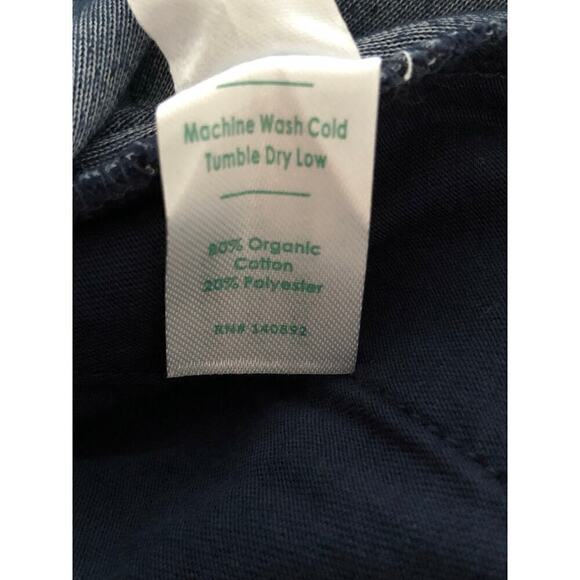 Machine Wash Cold
Tumble Dry Low
80% Organic
Cotton
20% Polyester
RN# 140892